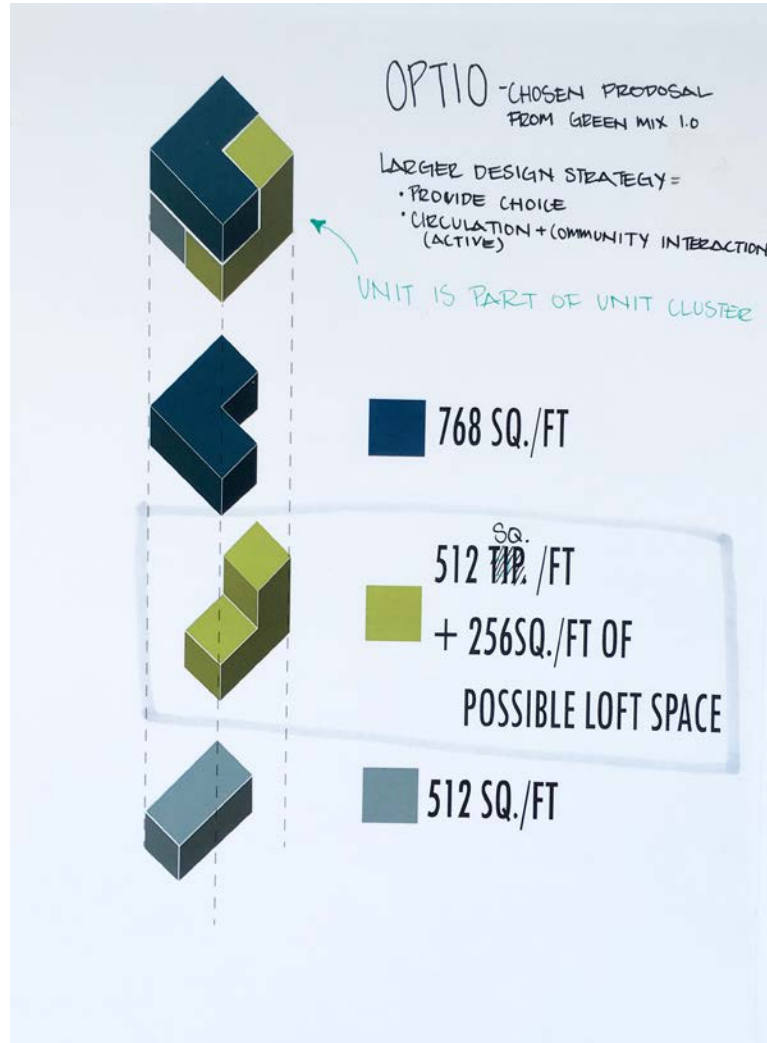 OPTIO - CHOSEN PROPOSAL
FROM GREEN MIX 1.0
LARGER DESIGN STRATEGY =
• PROVIDE CHOICE
• CIRCULATION + COMMUNITY INTERACTION
(ACTIVE)
UNIT IS PART OF UNIT CLUSTER
768 SQ./FT
SQ.
512 TIP. /FT
+ 256SQ./FT OF
POSSIBLE LOFT SPACE
512 SQ./FT